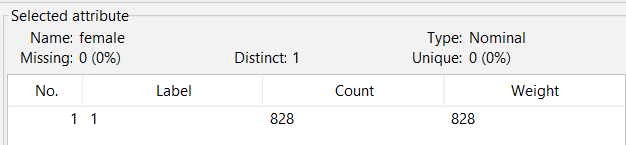 Selected attribute
Name: female Type: Nominal
Missing: 0 (0%) Distinct: 1 Unique: 0 (0%)
No. Label Count Weight
1 1 828 828